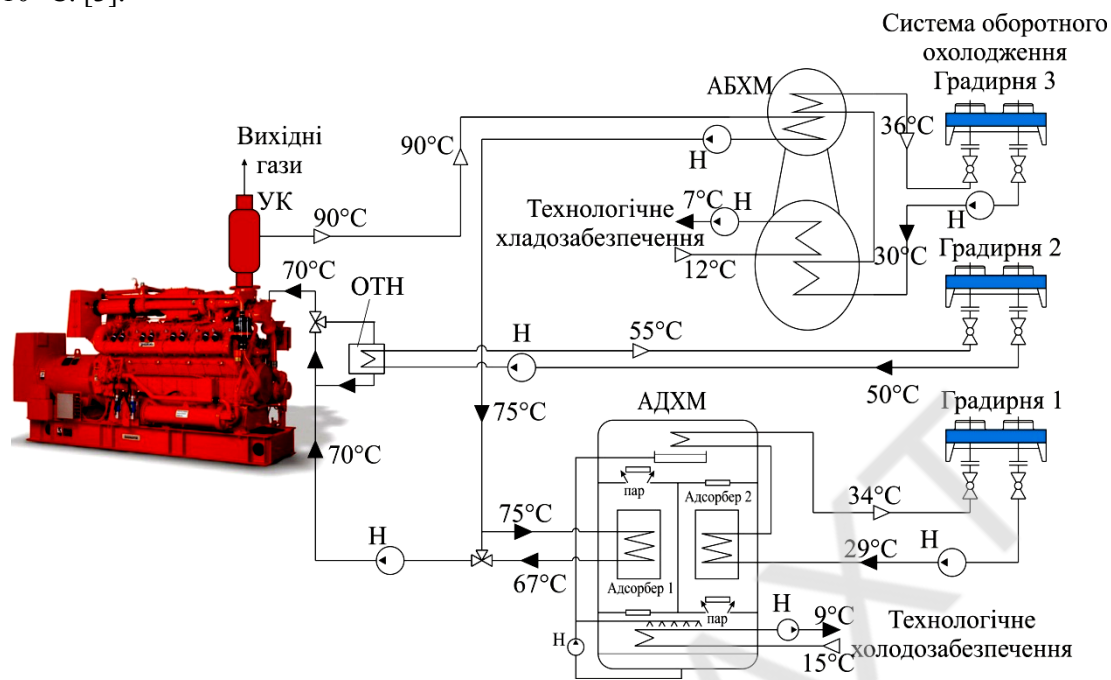 10 °C. [5].
Система оборотного
охолодження
Градирня 3
АБХМ
36°C
Вихідні
гази
90°C
Н
УК
90°C
7°C
Н
Н
Технологічне
хладозабезпечення
12°C
30°C
Градирня 2
70°C
ОТН
Н
55°C
50°C
75°C
АДХМ
Градирня 1
70°C
пар
Адсорбер 2
34°C
75°C
Н
29°C
Н
67°C
Адсорбер 1
пар
Н
9°C
Технологічне
холодозабезпечення
Н
15°C